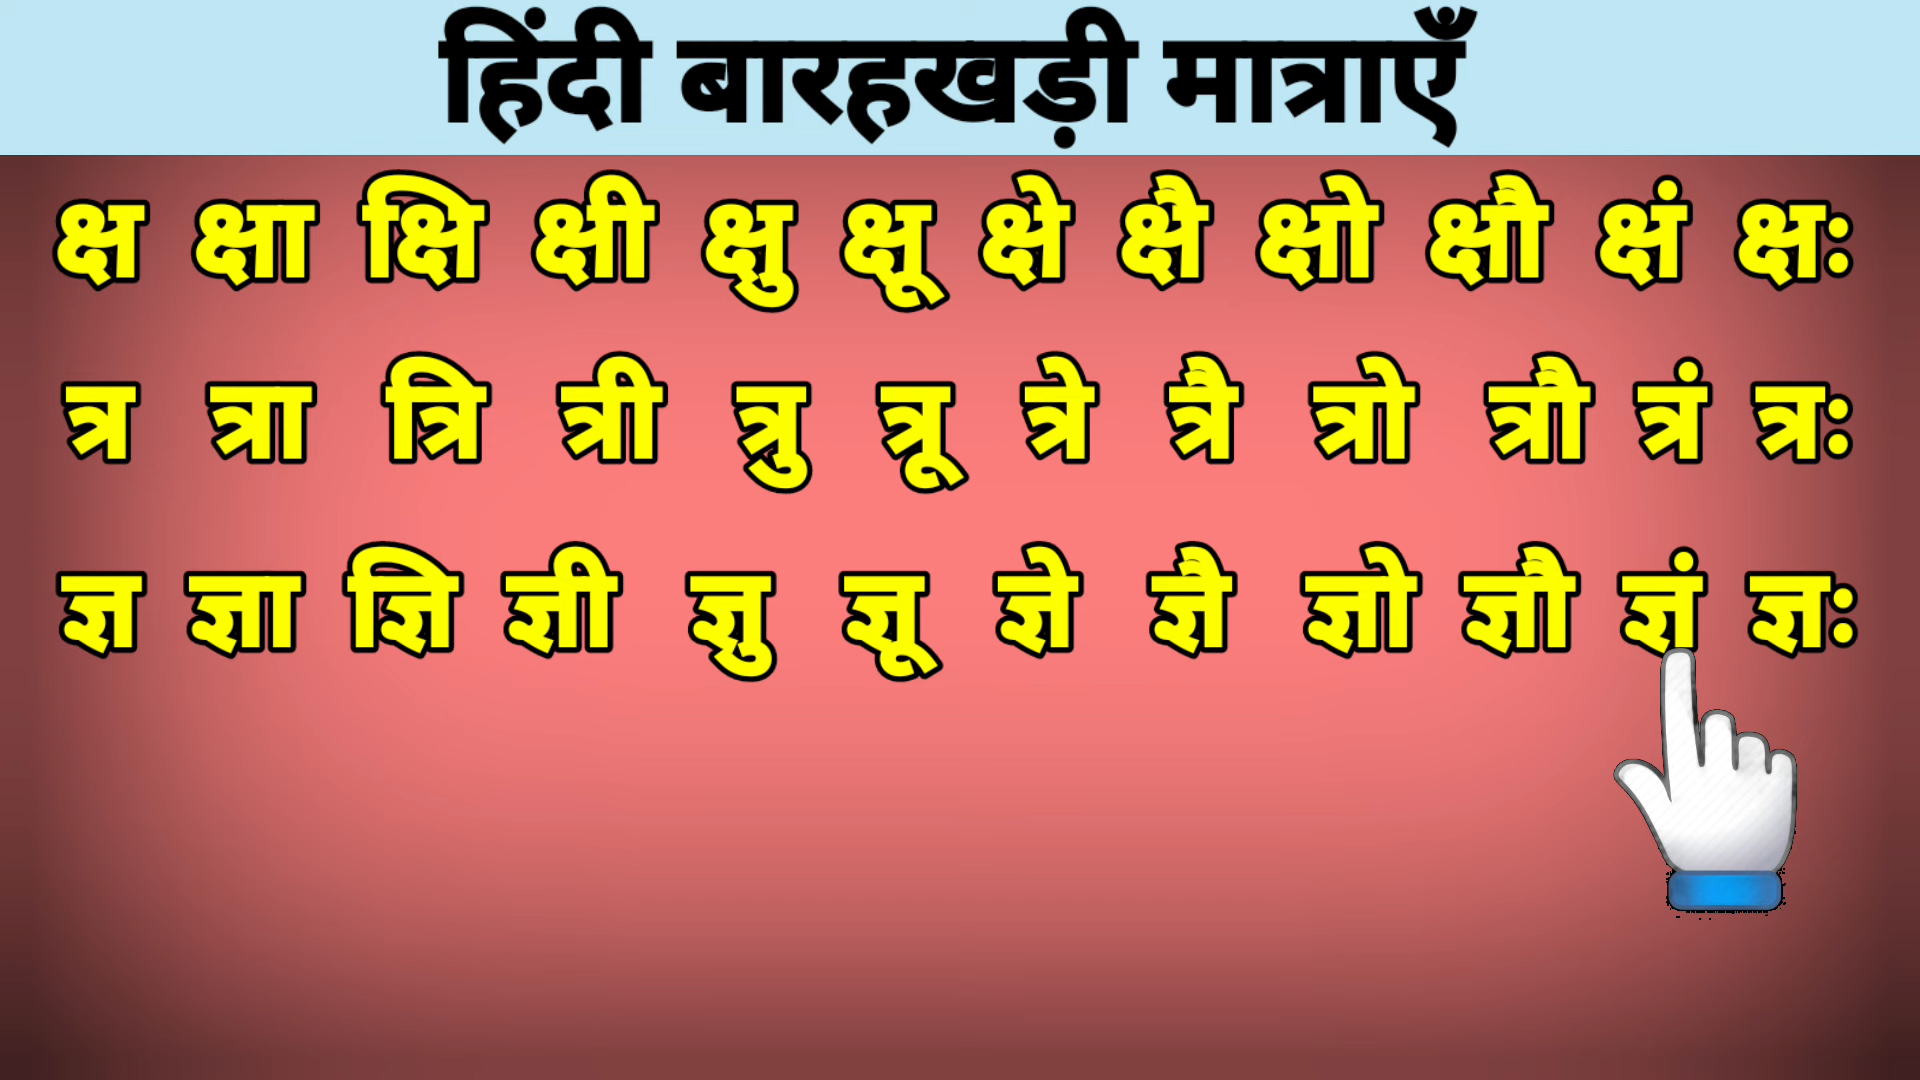 हिंदी बारहखड़ी मात्राएँ
क्ष क्षा क्षि क्षी क्षु क्षू क्षे क्षै क्षो क्षौ क्षं क्षः
त्र त्रा त्रि त्री त्रु त्रू त्रे त्रै त्रो त्रौ त्रं त्रः
ज्ञ ज्ञा ज्ञि ज्ञी ज्ञु ज्ञू ज्ञे ज्ञै ज्ञो ज्ञौ ज्ञं ज्ञः